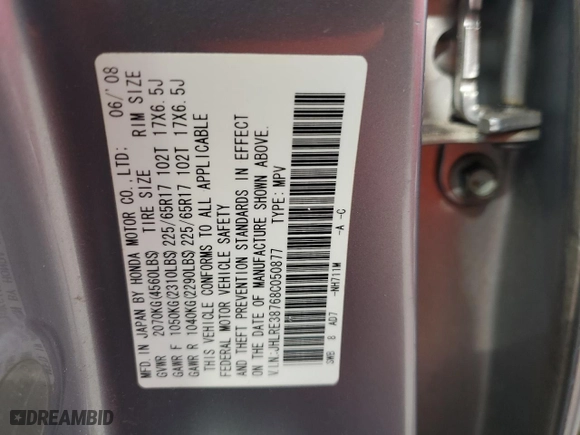 MFD. IN JAPAN BY HONDA MOTOR CO., LTD: 06/'08
TIRE SIZE RIM SIZE
GVWR 2070KG(4560LBS)
GAWR F 1050KG(2310LBS) 225/65R17 102T 17X6.5J
GAWR R 1040KG(2290LBS) 225/65R17 102T 17X6.5J
THIS VEHICLE CONFORMS TO ALL APPLICABLE
FEDERAL MOTOR VEHICLE SAFETY
AND THEFT PREVENTION STANDARDS IN EFFECT
ON THE DATE OF MANUFACTURE SHOWN ABOVE.
V.I.N.:JHLRE38768C050877 TYPE: MPV
GWB 8 AD7 -NH711M -A -C
DREAMBID